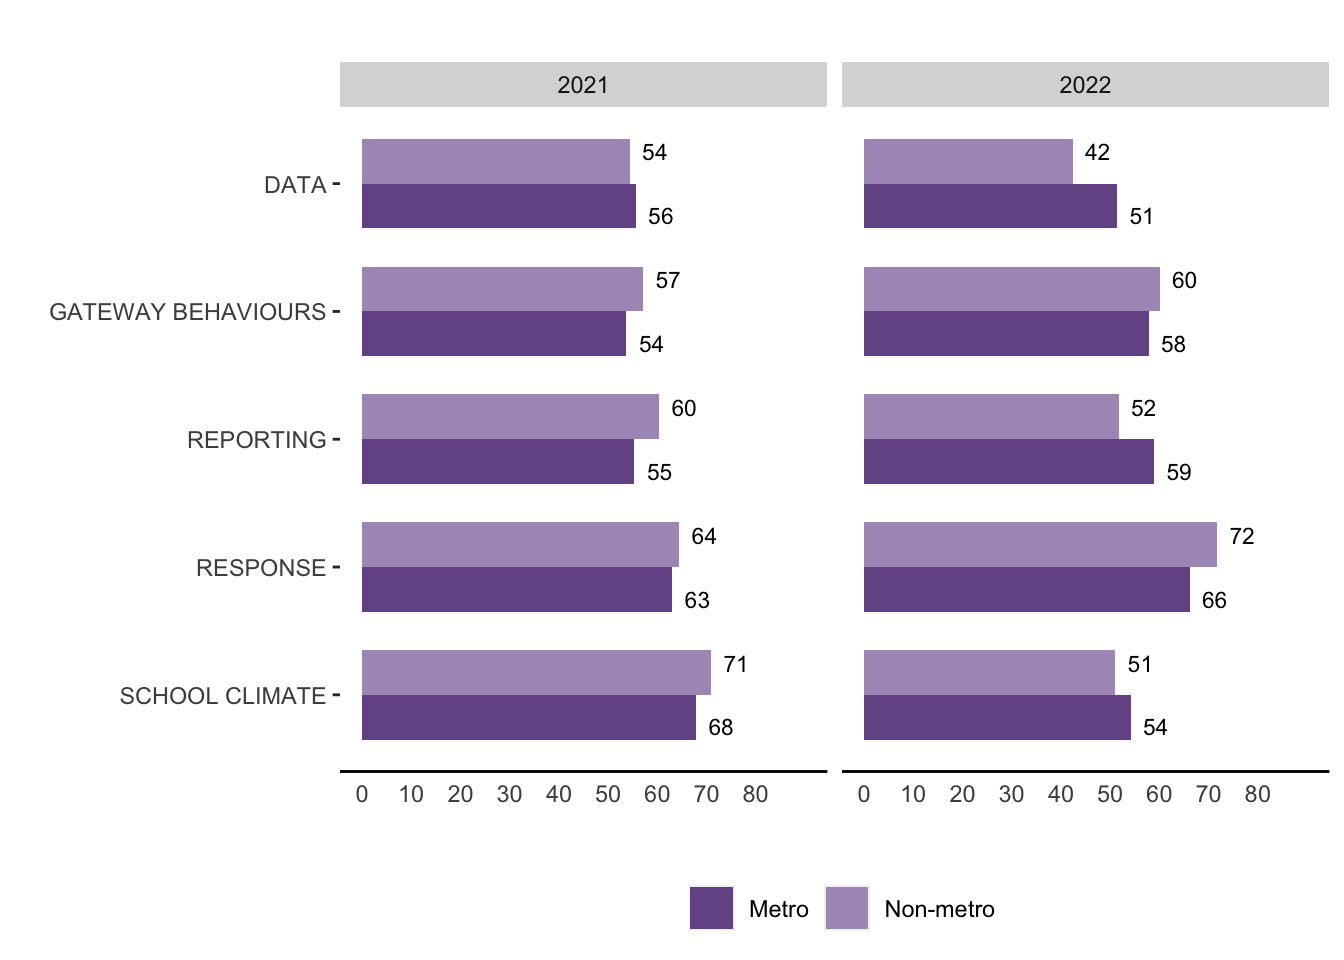 2021 2022
54 42
DATA
56 51
57 60
GATEWAY BEHAVIOURS
54 58
60 52
REPORTING
55 59
64 72
RESPONSE
63 66
71 51
SCHOOL CLIMATE
68 54
0 10 20 30 40 50 60 70 80 0 10 20 30 40 50 60 70 80
Metro Non-metro